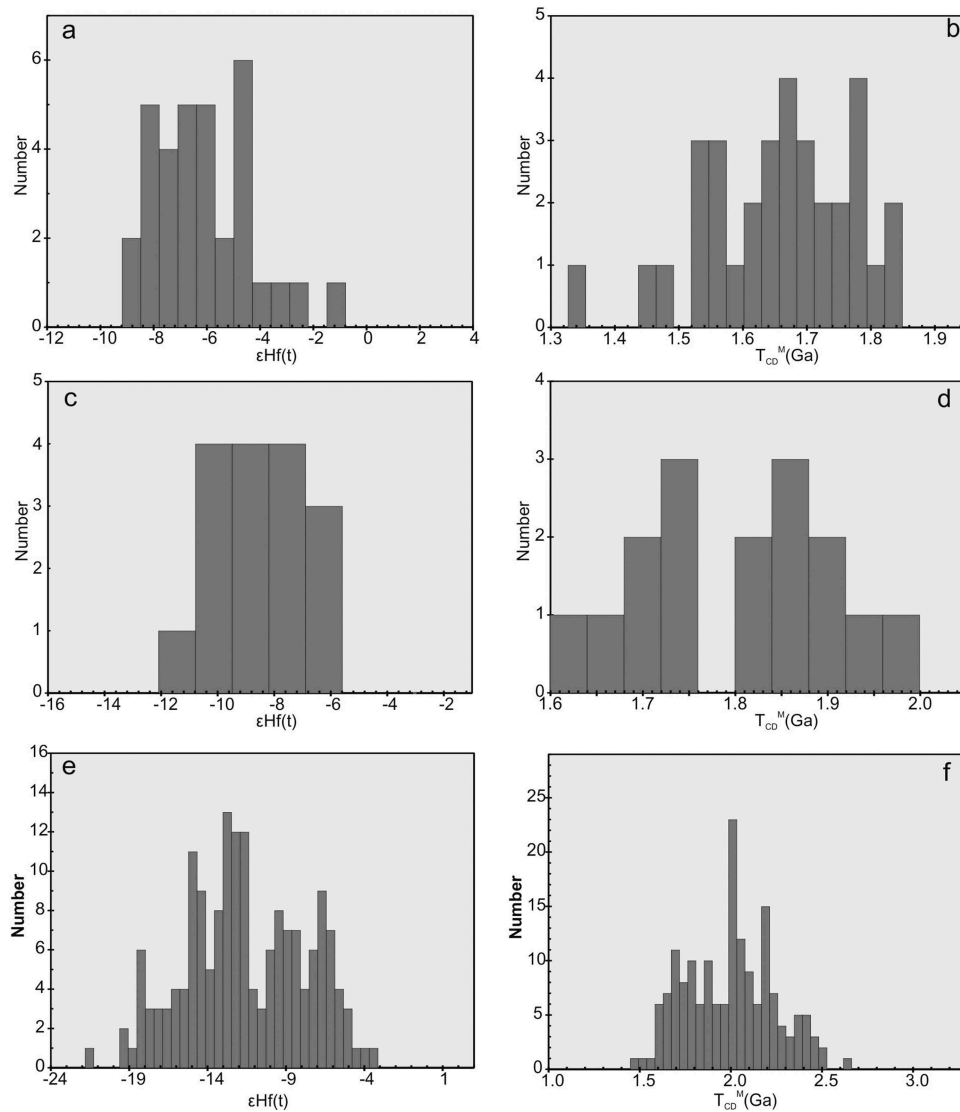 a
6
4
2
0
Number
-12 -10 -8 -6 -4 -2 0 2 4
εHf(t)
b
5
4
3
2
1
0
Number
1.3 1.4 1.5 1.6 1.7 1.8 1.9
T_CD^M(Ga)
c
5
4
3
2
1
0
Number
-16 -14 -12 -10 -8 -6 -4 -2
εHf(t)
d
4
3
2
1
0
Number
1.6 1.7 1.8 1.9 2.0
T_CD^M(Ga)
e
16
14
12
10
8
6
4
2
0
Number
-24 -19 -14 -9 -4 1
εHf(t)
f
25
20
15
10
5
0
Number
1.0 1.5 2.0 2.5 3.0
T_CD^M(Ga)